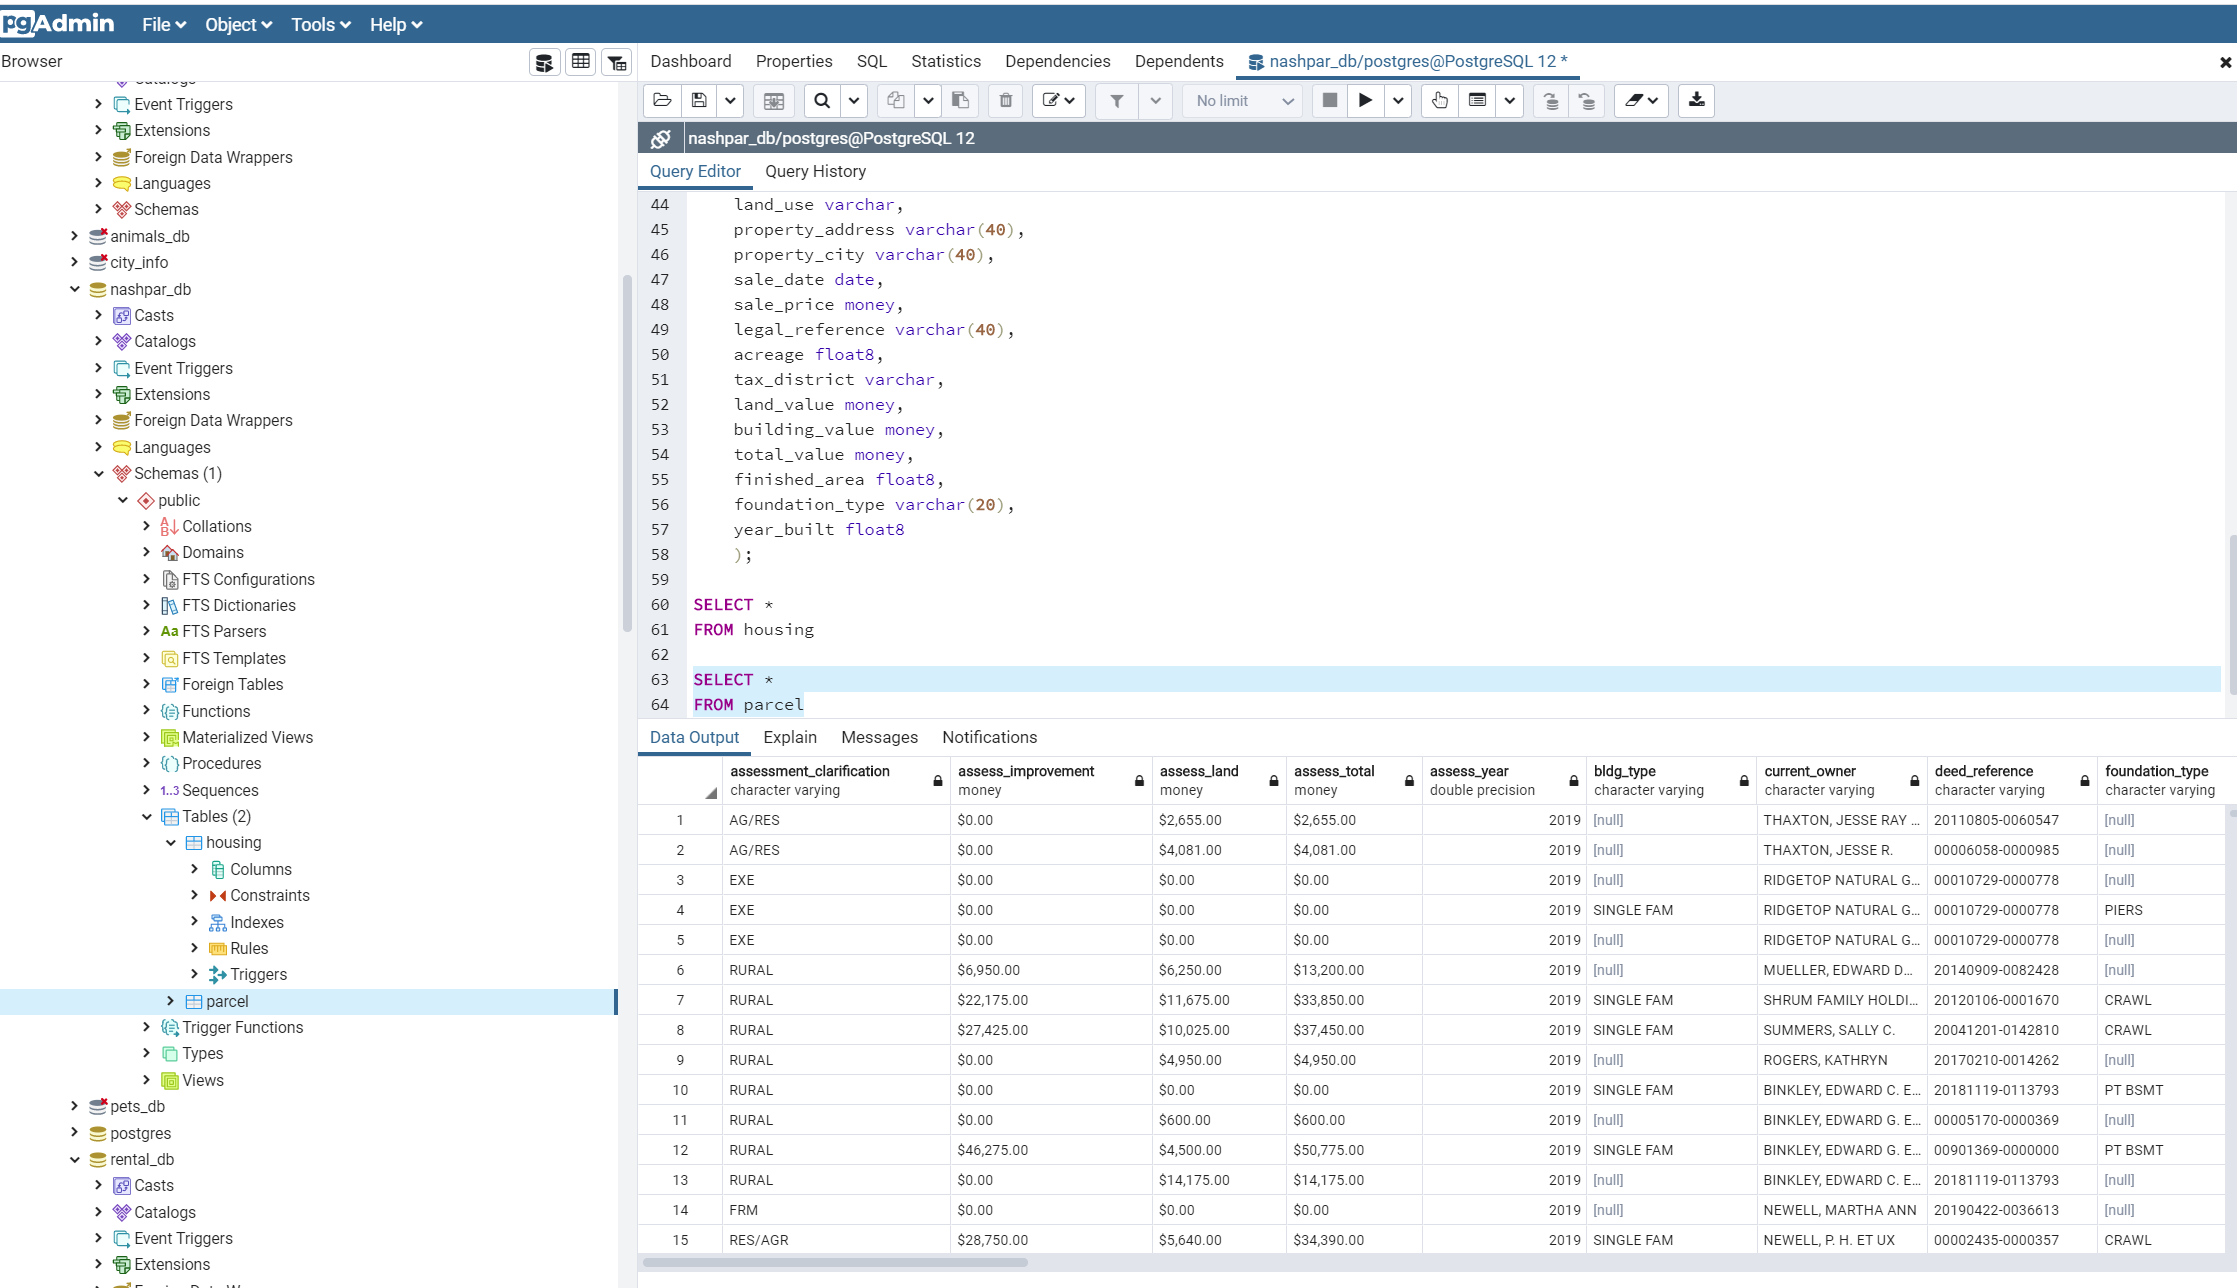 pgAdmin File Object Tools Help
Browser
Dashboard Properties SQL Statistics Dependencies Dependents nashpar_db/postgres@PostgreSQL 12 *
No limit
nashpar_db/postgres@PostgreSQL 12
Query Editor Query History
Catalogs
Event Triggers
Extensions
Foreign Data Wrappers
Languages
Schemas
animals_db
city_info
nashpar_db
Casts
Catalogs
Event Triggers
Extensions
Foreign Data Wrappers
Languages
Schemas (1)
public
Collations
Domains
FTS Configurations
FTS Dictionaries
Aa FTS Parsers
FTS Templates
Foreign Tables
Functions
Materialized Views
Procedures
1..3 Sequences
Tables (2)
housing
Columns
Constraints
Indexes
Rules
Triggers
parcel
Trigger Functions
Types
Views
pets_db
postgres
rental_db
Casts
Catalogs
Event Triggers
Extensions
44 land_use varchar,
45 property_address varchar(40),
46 property_city varchar(40),
47 sale_date date,
48 sale_price money,
49 legal_reference varchar(40),
50 acreage float8,
51 tax_district varchar,
52 land_value money,
53 building_value money,
54 total_value money,
55 finished_area float8,
56 foundation_type varchar(20),
57 year_built float8
58 );
59
60 SELECT *
61 FROM housing
62
63 SELECT *
64 FROM parcel
Data Output Explain Messages Notifications
assessment_clarification assess_improvement assess_land assess_total assess_year bldg_type current_owner deed_reference foundation_type
character varying money money money double precision character varying character varying character varying character varying
1 AG/RES $0.00 $2,655.00 $2,655.00 2019 [null] THAXTON, JESSE RAY ... 20110805-0060547 [null]
2 AG/RES $0.00 $4,081.00 $4,081.00 2019 [null] THAXTON, JESSE R. 00006058-0000985 [null]
3 EXE $0.00 $0.00 $0.00 2019 [null] RIDGETOP NATURAL G... 00010729-0000778 [null]
4 EXE $0.00 $0.00 $0.00 2019 SINGLE FAM RIDGETOP NATURAL G... 00010729-0000778 PIERS
5 EXE $0.00 $0.00 $0.00 2019 [null] RIDGETOP NATURAL G... 00010729-0000778 [null]
6 RURAL $6,950.00 $6,250.00 $13,200.00 2019 [null] MUELLER, EDWARD D... 20140909-0082428 [null]
7 RURAL $22,175.00 $11,675.00 $33,850.00 2019 SINGLE FAM SHRUM FAMILY HOLDI... 20120106-0001670 CRAWL
8 RURAL $27,425.00 $10,025.00 $37,450.00 2019 SINGLE FAM SUMMERS, SALLY C. 20041201-0142810 CRAWL
9 RURAL $0.00 $4,950.00 $4,950.00 2019 [null] ROGERS, KATHRYN 20170210-0014262 [null]
10 RURAL $0.00 $0.00 $0.00 2019 SINGLE FAM BINKLEY, EDWARD C. E... 20181119-0113793 PT BSMT
11 RURAL $0.00 $600.00 $600.00 2019 [null] BINKLEY, EDWARD G. E... 00005170-0000369 [null]
12 RURAL $46,275.00 $4,500.00 $50,775.00 2019 SINGLE FAM BINKLEY, EDWARD G. E... 00901369-0000000 PT BSMT
13 RURAL $0.00 $14,175.00 $14,175.00 2019 [null] BINKLEY, EDWARD C. E... 20181119-0113793 [null]
14 FRM $0.00 $0.00 $0.00 2019 [null] NEWELL, MARTHA ANN 20190422-0036613 [null]
15 RES/AGR $28,750.00 $5,640.00 $34,390.00 2019 SINGLE FAM NEWELL, P. H. ET UX 00002435-0000357 CRAWL